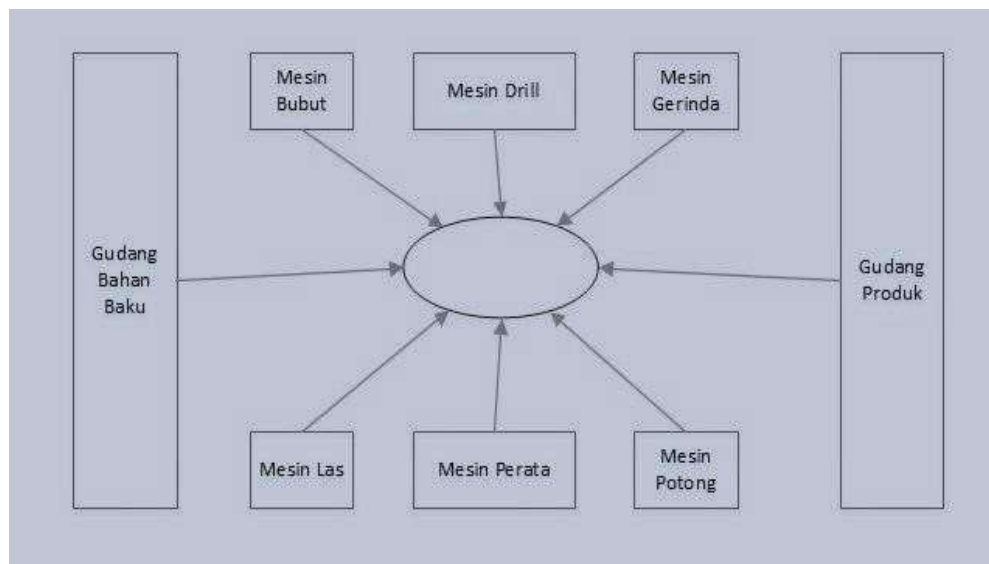 Mesin
Bubut
Mesin Drill
Mesin
Gerinda
Gudang
Bahan
Baku
Gudang
Produk
Mesin Las
Mesin Perata
Mesin
Potong